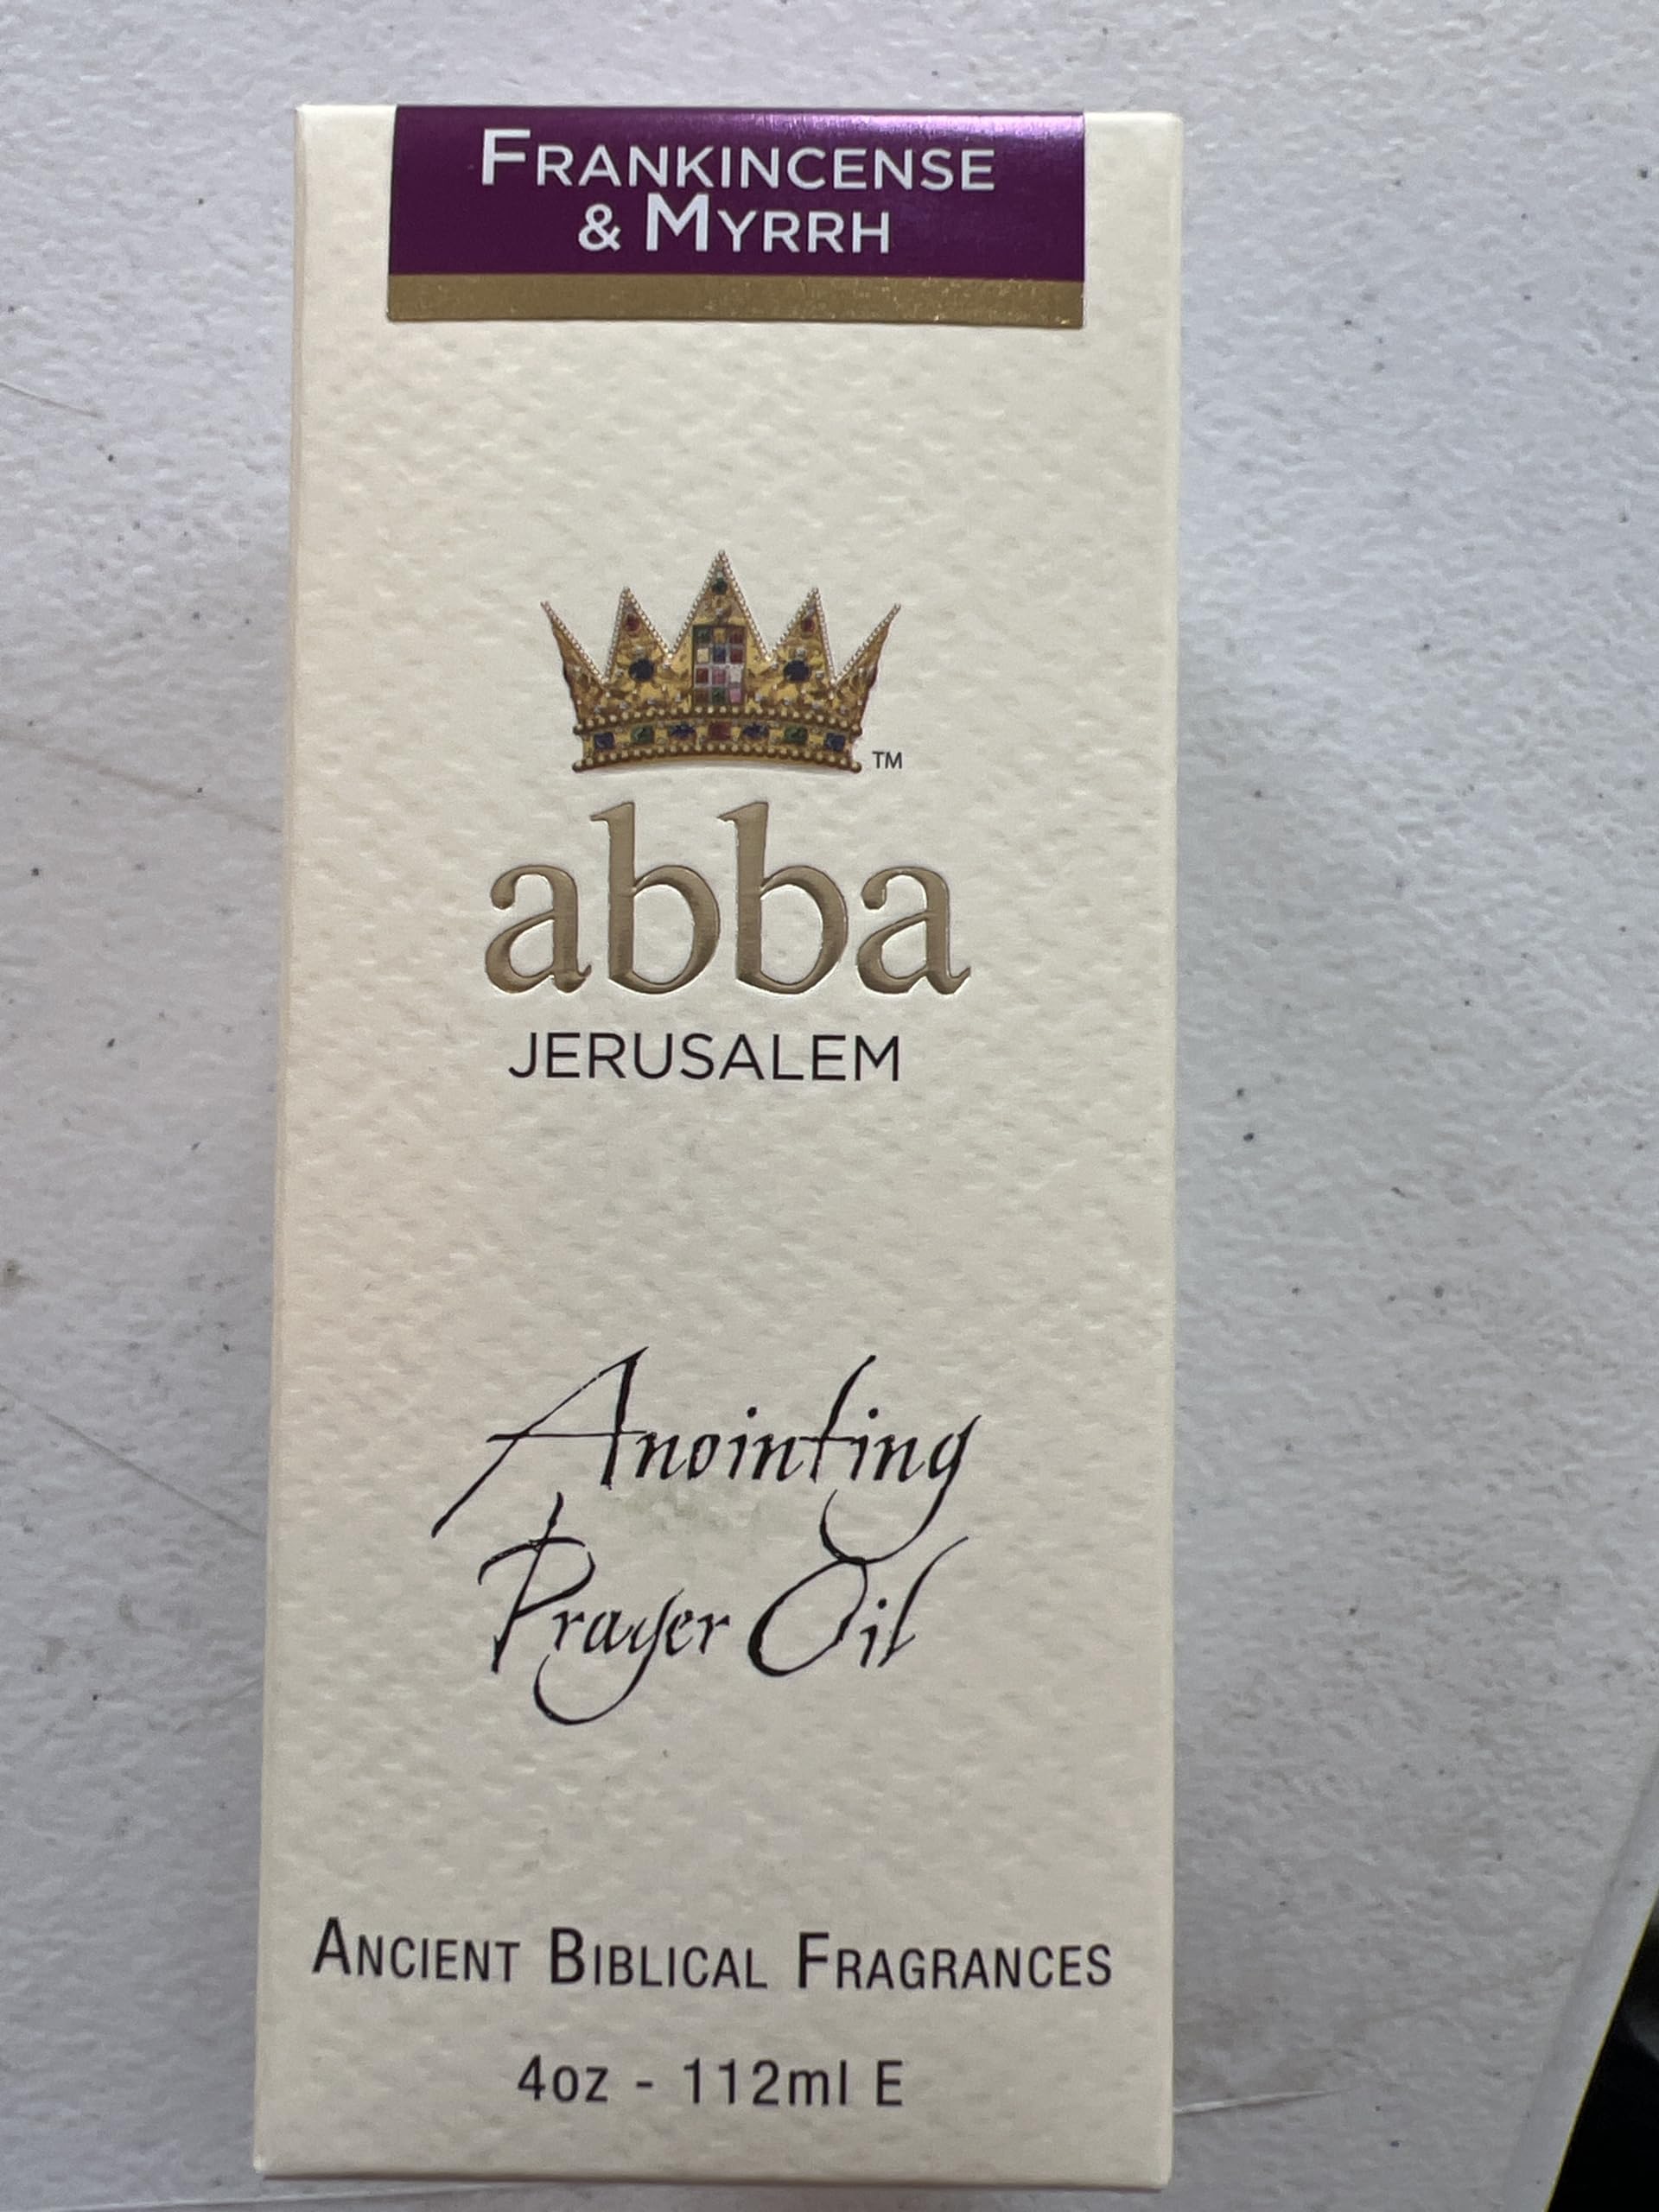 FRANKINCENSE
& MYRRH
TM
abba
JERUSALEM
Anointing
Prayer Oil
ANCIENT BIBLICAL FRAGRANCES
4oz - 112ml E